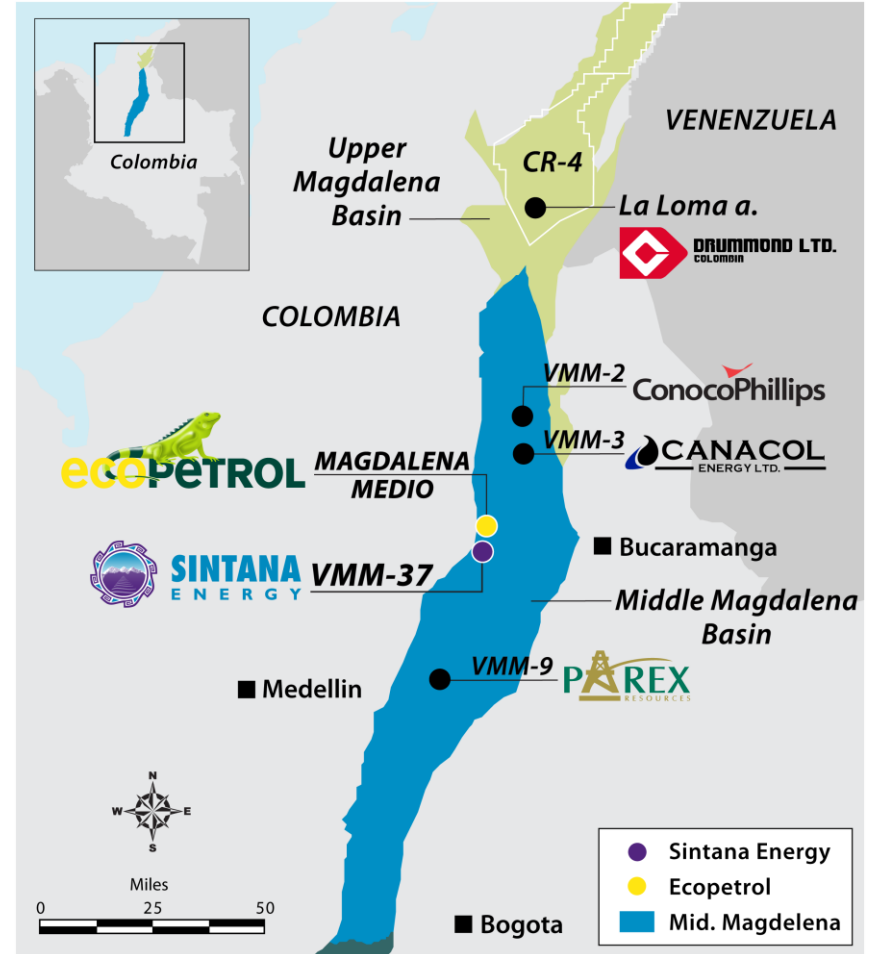 Colombia
VENENZUELA
Upper
Magdalena
Basin
CR-4
La Loma a.
DRUMMOND LTD.
COLOMBIA
COLOMBIA
VMM-2
ConocoPhillips
VMM-3
CANACOL
ENERGY LTD.
ecoPeTROL
MAGDALENA
MEDIO
Bucaramanga
SINTANA
ENERGY
VMM-37
Middle Magdalena
Basin
VMM-9
PAREX
RESOURCES
Medellin
N
W E
S
Miles
0 25 50
Bogota
Sintana Energy
Ecopetrol
Mid. Magdelena